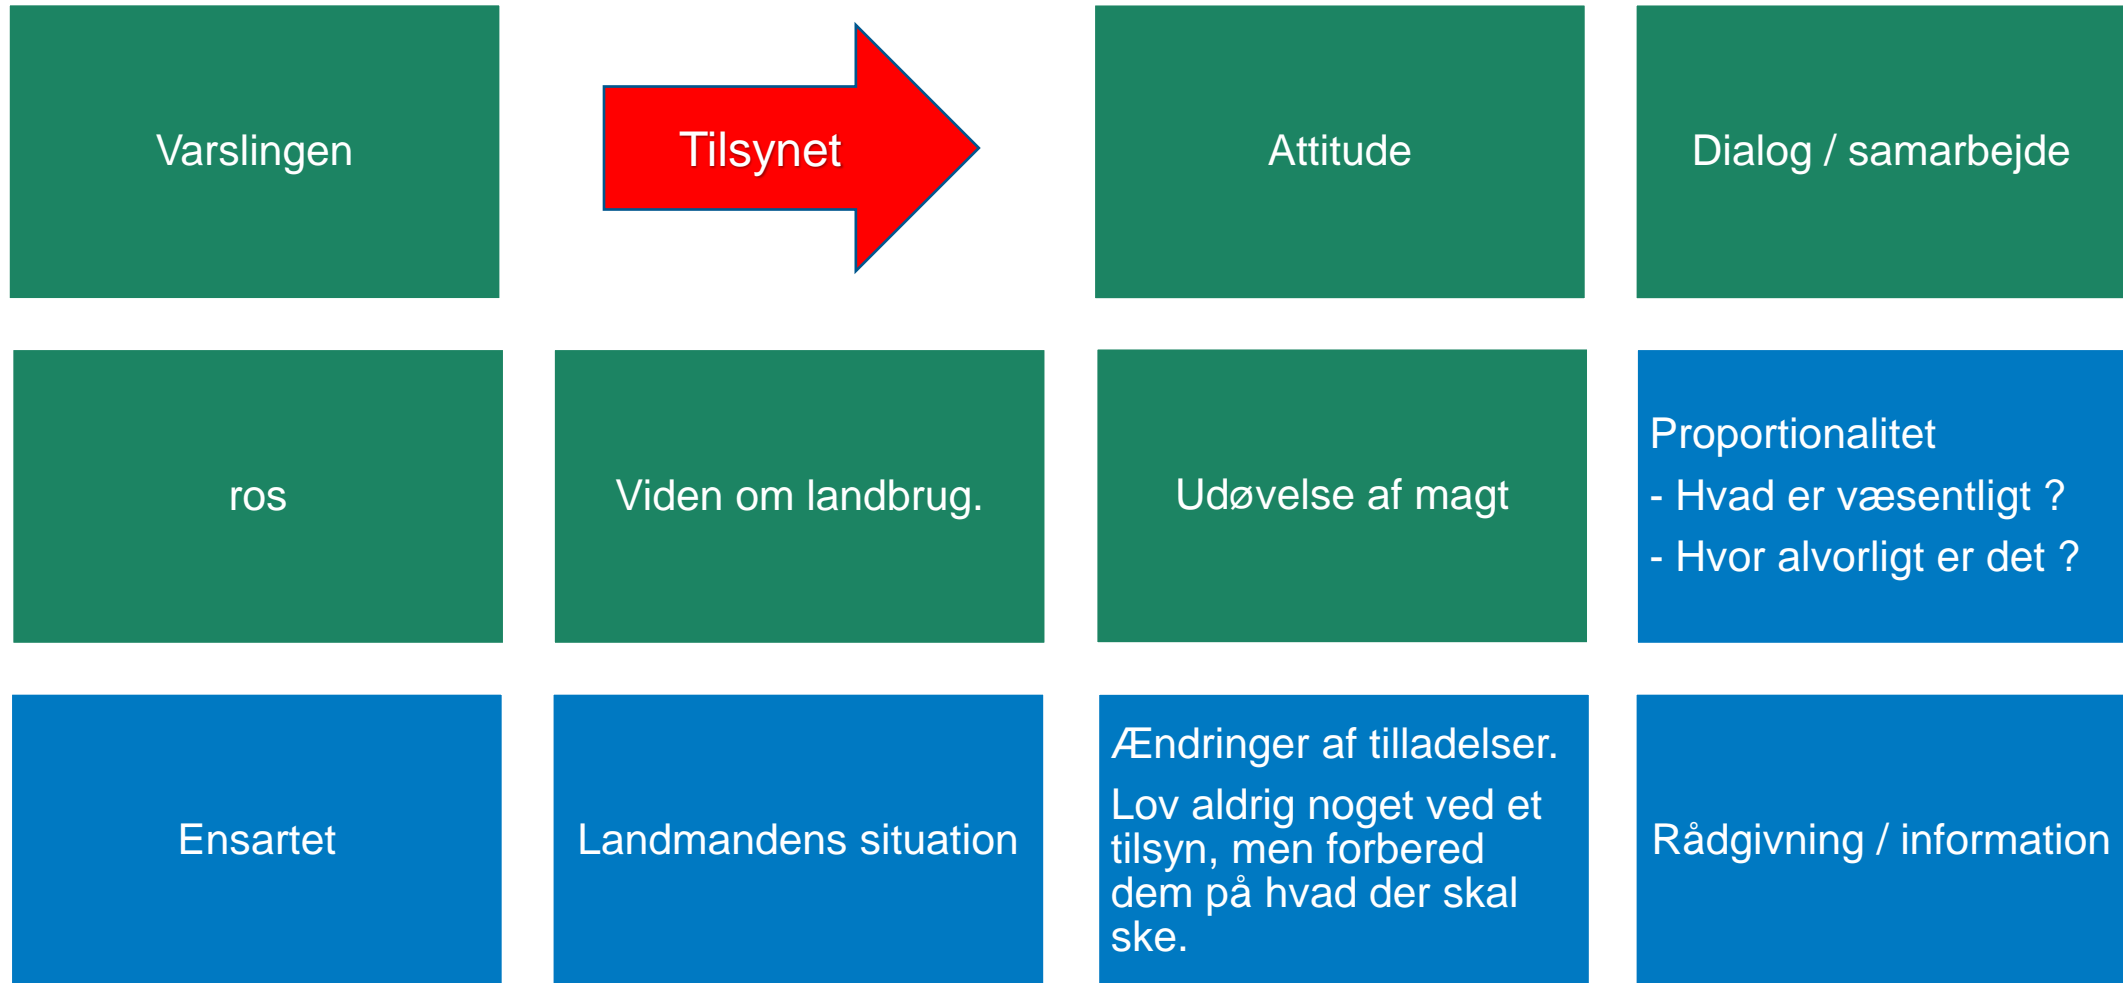 Varslingen
Tilsynet
Attitude
Dialog / samarbejde
ros
Viden om landbrug.
Udøvelse af magt
Proportionalitet
- Hvad er væsentligt ?
- Hvor alvorligt er det ?
Ensartet
Landmandens situation
Ændringer af tilladelser.
Lov aldrig noget ved et
tilsyn, men forbered
dem på hvad der skal
ske.
Rådgivning / information